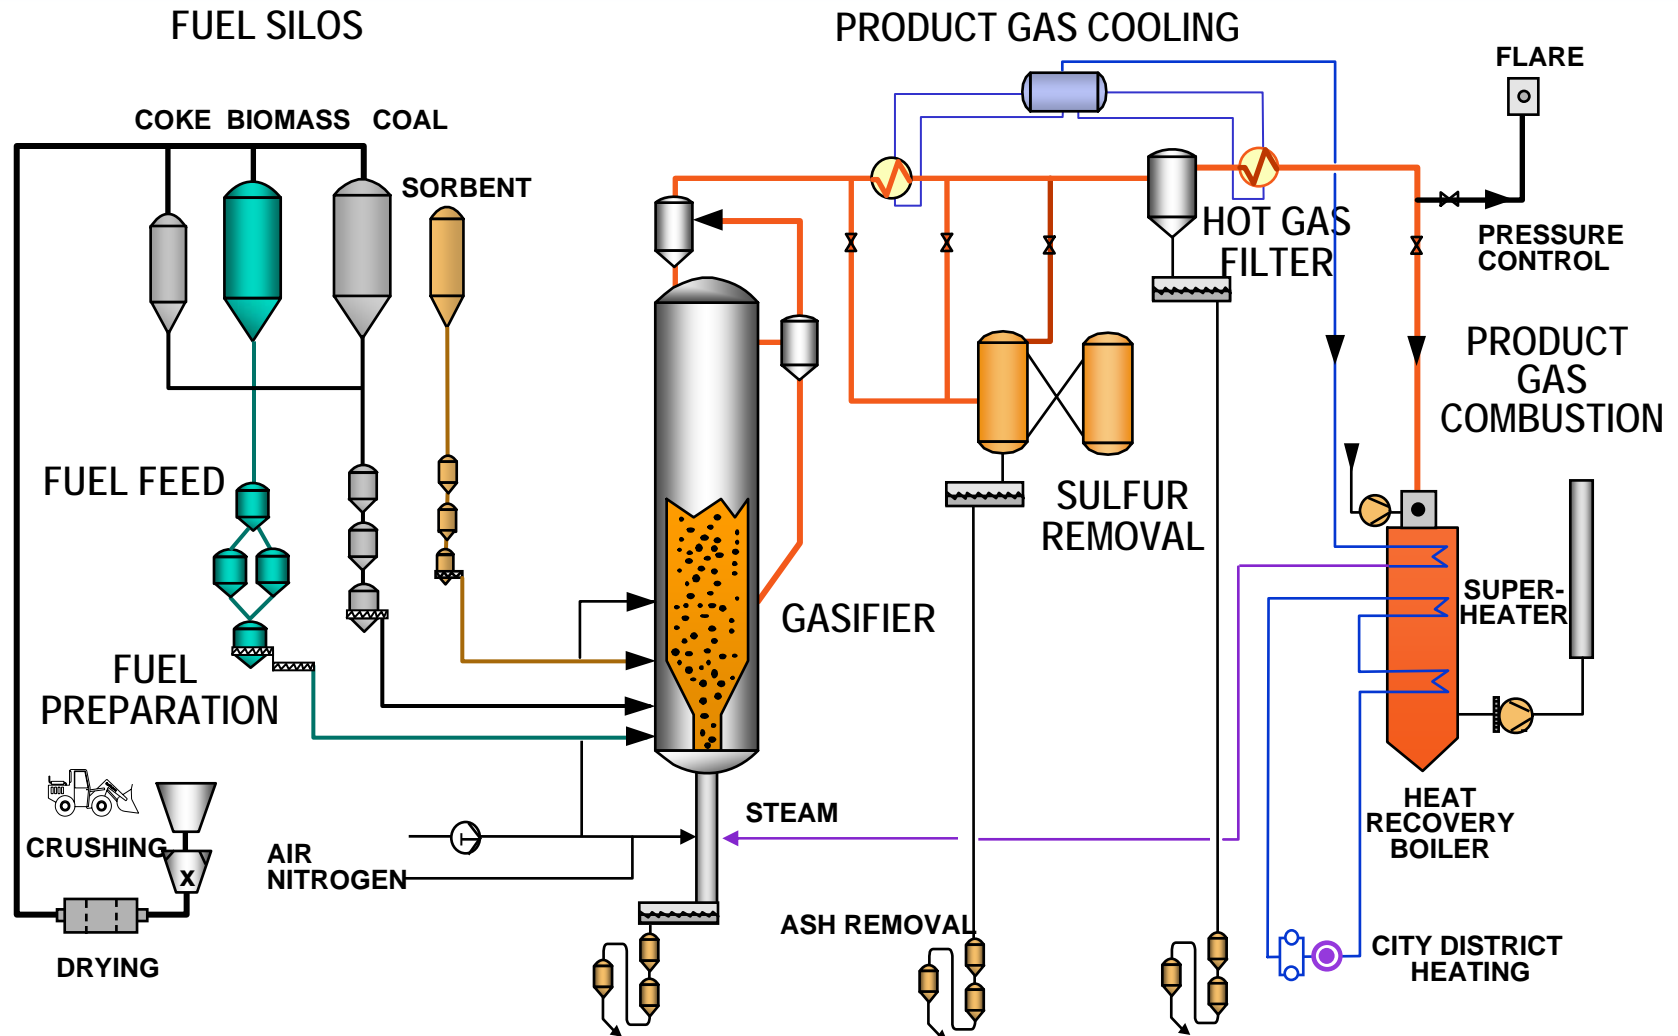 FUEL SILOS
PRODUCT GAS COOLING
FLARE
COKE BIOMASS COAL
SORBENT
HOT GAS
FILTER
PRESSURE
CONTROL
PRODUCT
GAS
COMBUSTION
FUEL FEED
SULFUR
REMOVAL
SUPER-
HEATER
GASIFIER
FUEL
PREPARATION
STEAM
HEAT
RECOVERY
BOILER
CRUSHING
X
AIR
NITROGEN
ASH REMOVAL
CITY DISTRICT
HEATING
DRYING